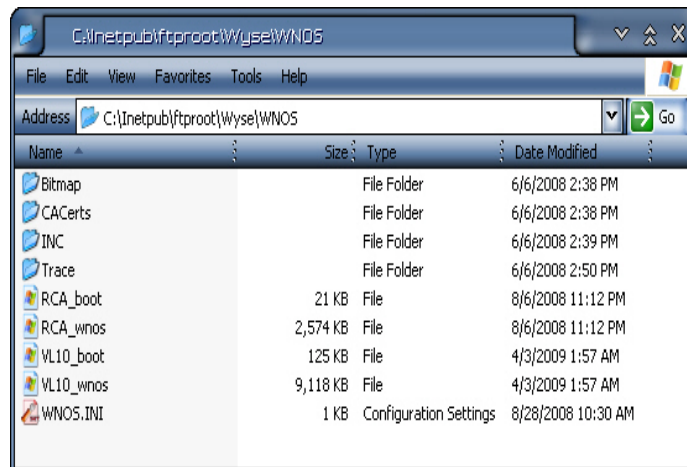 C:\Inetpub\ftproot\Wyse\WNOS
File Edit View Favorites Tools Help
Address C:\Inetpub\ftproot\Wyse\WNOS Go
Name Size Type Date Modified
Bitmap File Folder 6/6/2008 2:38 PM
CACerts File Folder 6/6/2008 2:38 PM
INC File Folder 6/6/2008 2:39 PM
Trace File Folder 6/6/2008 2:50 PM
RCA_boot 21 KB File 8/6/2008 11:12 PM
RCA_wnos 2,574 KB File 8/6/2008 11:12 PM
VL10_boot 125 KB File 4/3/2009 1:57 AM
VL10_wnos 9,118 KB File 4/3/2009 1:57 AM
WNOS.INI 1 KB Configuration Settings 8/28/2008 10:30 AM